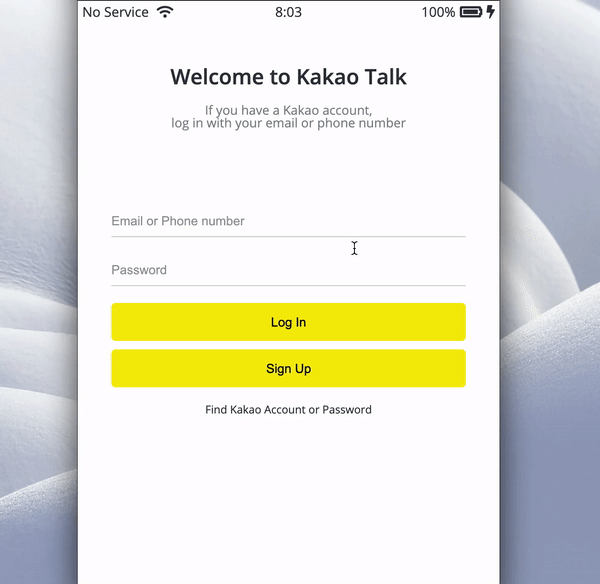 No Service 8:03 100%
Welcome to Kakao Talk
If you have a Kakao account,
log in with your email or phone number
Email or Phone number
Password
Log In
Sign Up
Find Kakao Account or Password